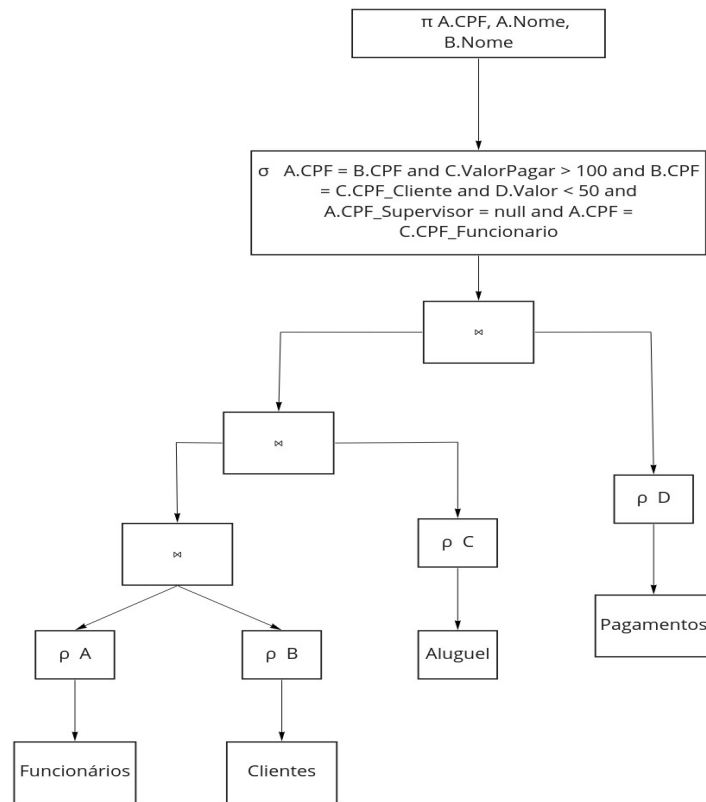 π A.CPF, A.Nome,
B.Nome
σ A.CPF = B.CPF and C.ValorPagar > 100 and B.CPF
= C.CPF_Cliente and D.Valor < 50 and
A.CPF_Supervisor = null and A.CPF =
C.CPF_Funcionario
⋈
⋈
⋈
ρ D
ρ C
ρ A
ρ B
Pagamentos
Aluguel
Funcionários
Clientes